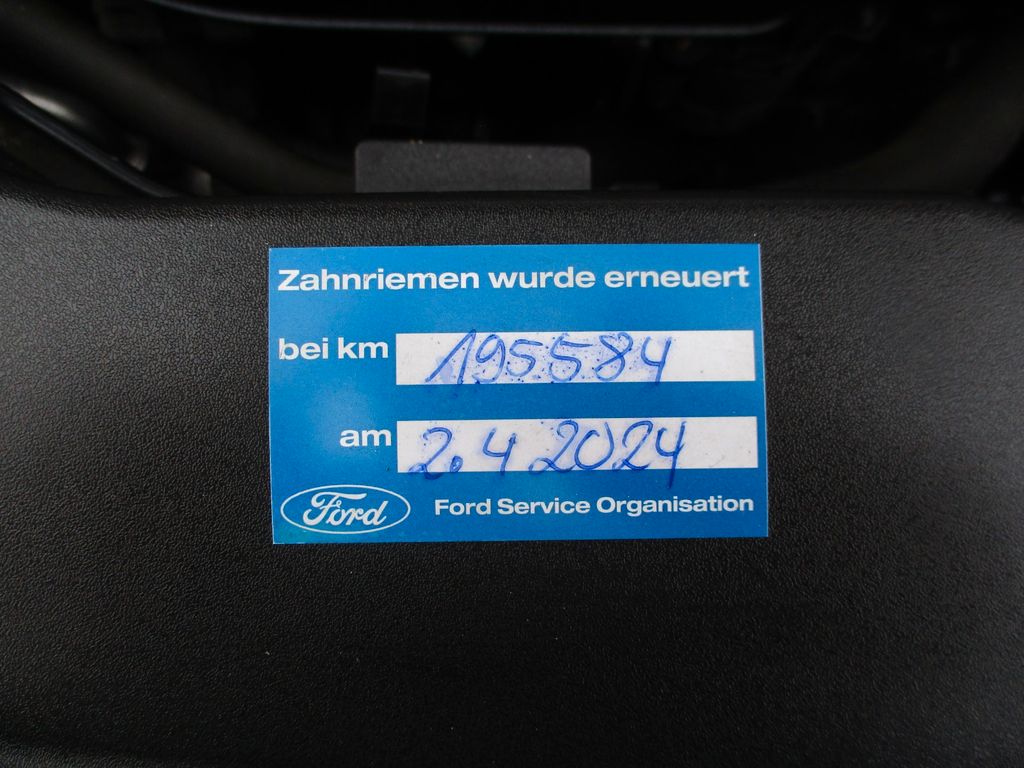 Zahnriemen wurde erneuert
bei km 195584
am 2.4 2024
Ford Ford Service Organisation